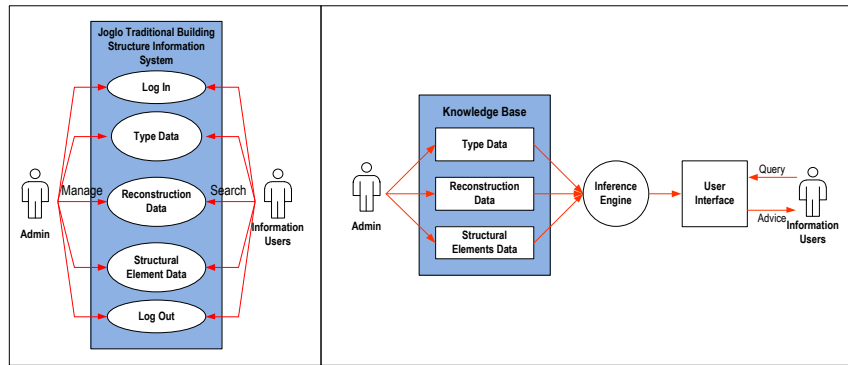 Joglo Traditional Building
Structure Information
System
Log In
Type Data
Manage
Reconstruction
Data
Search
Admin
Information
Users
Structural
Element Data
Log Out
Knowledge Base
Type Data
Reconstruction
Data
Structural
Elements Data
Admin
Inference
Engine
User
Interface
Query
Advice
Information
Users